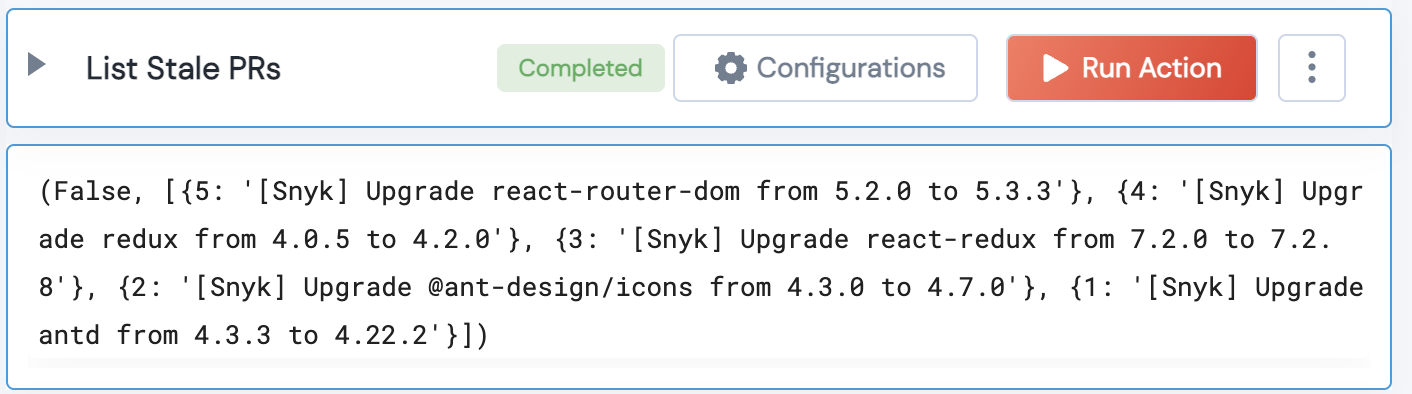 List Stale PRs
Completed
Configurations
Run Action
(False, [{5: '[Snyk] Upgrade react-router-dom from 5.2.0 to 5.3.3'}, {4: '[Snyk] Upgr
ade redux from 4.0.5 to 4.2.0'}, {3: '[Snyk] Upgrade react-redux from 7.2.0 to 7.2.
8'}, {2: '[Snyk] Upgrade @ant-design/icons from 4.3.0 to 4.7.0'}, {1: '[Snyk] Upgrade
antd from 4.3.3 to 4.22.2'}])